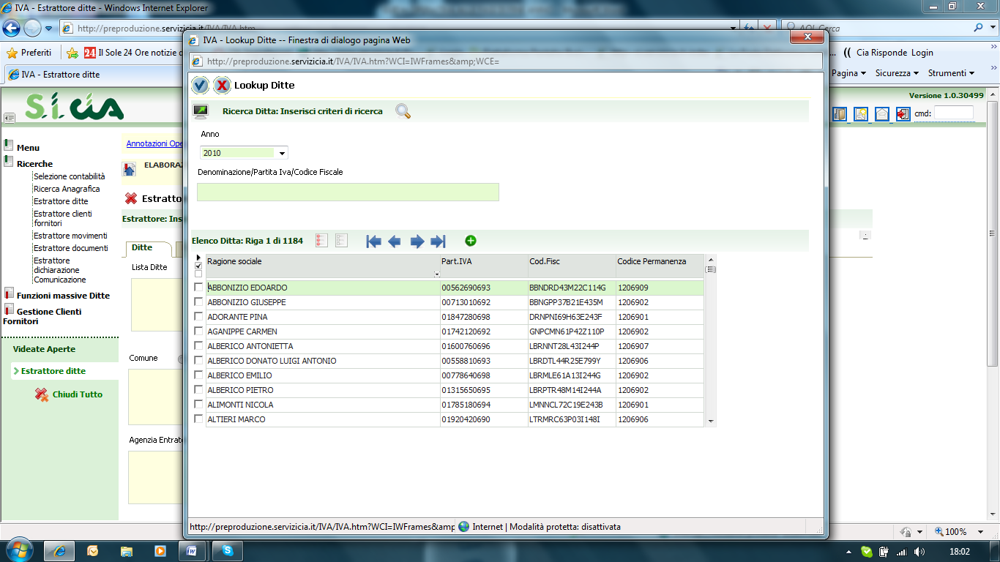 IVA - Estrattore ditte - Windows Internet Explorer
http://preproduzione.servizicia.it/IVA/IVA.htm
AOL Cerca
Preferiti
24 Il Sole 24 Ore notizie d
(( Cia Risponde Login
IVA - Estrattore ditte
Pagina
Sicurezza
Strumenti
S.I. CIA
Versione 1.0.30499
cmd:
Menu
Ricerche
Selezione contabilità
Ricerca Anagrafica
Estrattore ditte
Estrattore clienti
fornitori
Estrattore movimenti
Estrattore documenti
Estrattore
dichiarazione
Comunicazione
Funzioni massive Ditte
Gestione Clienti
Fornitori
Videate Aperte
Estrattore ditte
Chiudi Tutto
Annotazioni Ope
ELABORAZ
Estratto
Estrattore: Ins
Ditte
Lista Ditte
Comune
Agenzia Entrat
IVA - Lookup Ditte -- Finestra di dialogo pagina Web
http://preproduzione.servizicia.it/IVA/IVA.htm?WCI=IWFrames&amp;WCE=
Lookup Ditte
Ricerca Ditta: Inserisci criteri di ricerca
Anno
2010
Denominazione/Partita Iva/Codice Fiscale
Elenco Ditta: Riga 1 di 1184
Ragione sociale Part.IVA Cod.Fisc Codice Permanenza
ABBONIZIO EDOARDO 00562690693 BBNDRD43M22C114G 1206909
ABBONIZIO GIUSEPPE 00713010692 BBNGPP37B21E435M 1206902
ADORANTE PINA 01847280698 DRNPNI69H63E243F 1206901
AGANIPPE CARMEN 01742120692 GNPCMN61P42Z110P 1206902
ALBERICO ANTONIETTA 01600760696 LBRNNT28L43I244P 1206907
ALBERICO DONATO LUIGI ANTONIO 00558810693 LBRDTL44R25E799Y 1206906
ALBERICO EMILIO 00778640698 LBRMLE61A13I244G 1206902
ALBERICO PIETRO 01315650695 LBRPTR48M14I244A 1206902
ALIMONTI NICOLA 01785180694 LMNNCL72C19E243B 1206901
ALTIERI MARCO 01920420690 LTRMRC63P03I148I 1206906
http://preproduzione.servizicia.it/IVA/IVA.htm?WCI=IWFrames&amp
Internet | Modalità protetta: disattivata
100%
18:02